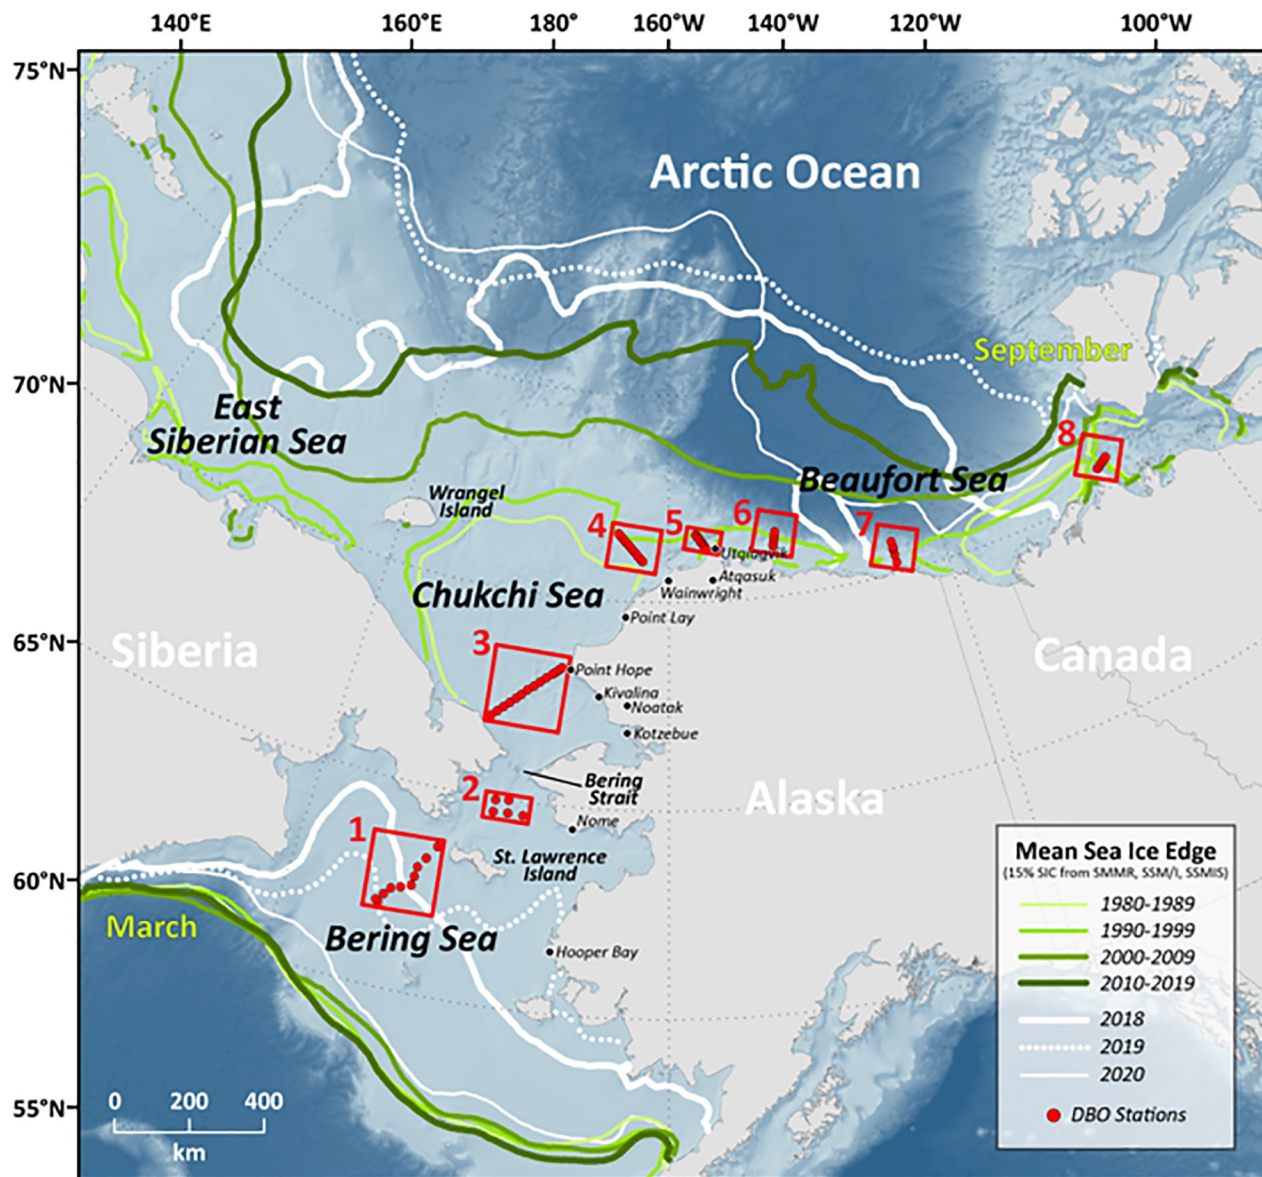 140°E 160°E 180° 160°W 140°W 120°W 100°W
75°N
70°N
65°N
60°N
55°N
Arctic Ocean
September
East
Siberian Sea
Wrangel
Island
Beaufort Sea
8
4
5
6
7
Utqiagvik
Atqasuk
Wainwright
Chukchi Sea
Point Lay
Siberia
Canada
3
Point Hope
Kivalina
Noatak
Kotzebue
Bering
Strait
Alaska
2
Nome
1
St. Lawrence
Island
March
Bering Sea
Hooper Bay
0 200 400
km
Mean Sea Ice Edge
(15% SIC from SMMR, SSM/I, SSMIS)
1980-1989
1990-1999
2000-2009
2010-2019
2018
2019
2020
DBO Stations